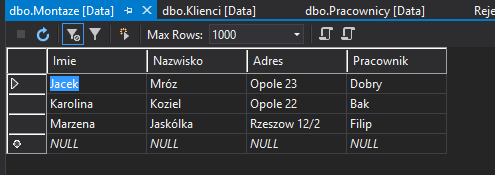 dbo.Montaze [Data] dbo.Klienci [Data] dbo.Pracownicy [Data] Reje
Max Rows: 1000
Imie Nazwisko Adres Pracownik
Jacek Mróz Opole 23 Dobry
Karolina Koziel Opole 22 Bak
Marzena Jaskólka Rzeszow 12/2 Filip
NULL NULL NULL NULL